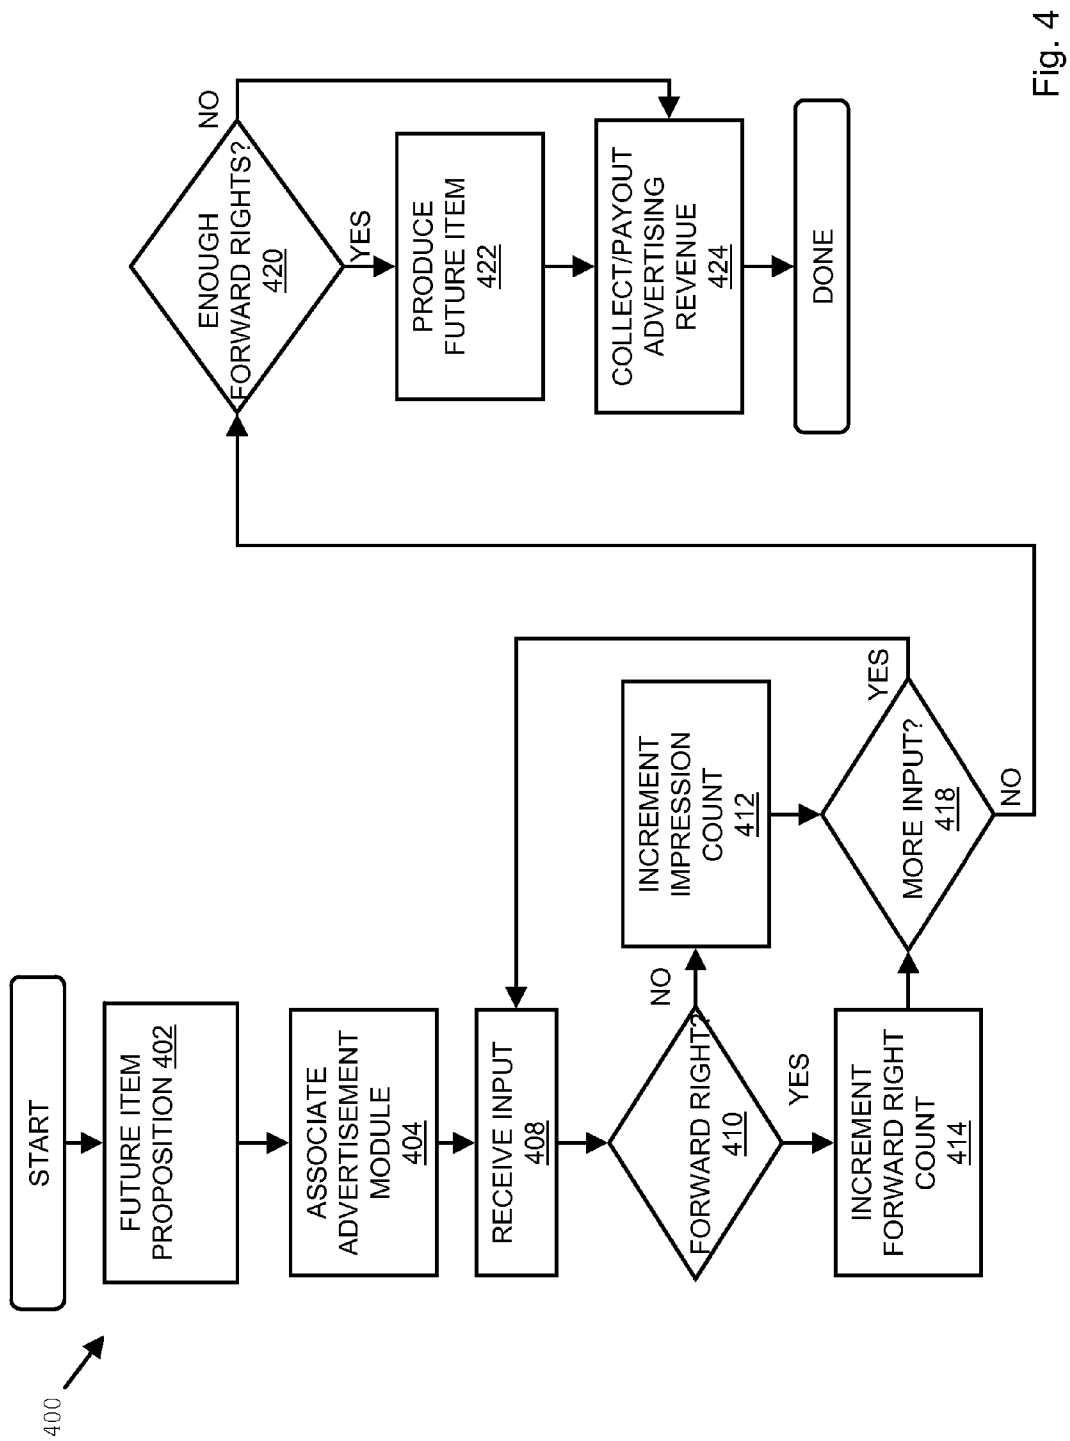 400
START
FUTURE ITEM
PROPOSITION 402
ASSOCIATE
ADVERTISEMENT
MODULE
404
RECEIVE INPUT
408
FORWARD RIGHT?
410
NO
YES
INCREMENT
IMPRESSION
COUNT
412
INCREMENT
FORWARD RIGHT
COUNT
414
MORE INPUT?
418
YES
NO
ENOUGH
FORWARD RIGHTS?
420
NO
YES
PRODUCE
FUTURE ITEM
422
COLLECT/PAYOUT
ADVERTISING
REVENUE
424
DONE
Fig. 4